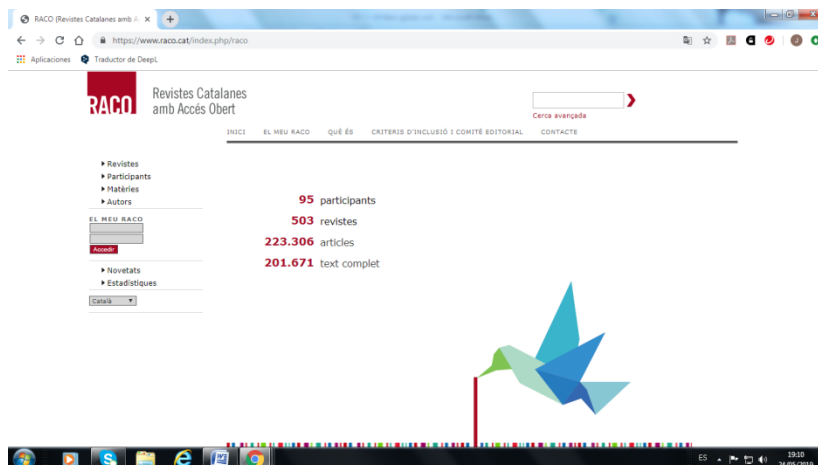 RACO (Revistes Catalanes amb A
https://www.raco.cat/index.php/raco
Aplicaciones
Traductor de DeepL
RACO
Revistes Catalanes
amb Accés Obert
Cerca avançada
INICI EL MEU RACO QUÈ ÉS CRITERIS D'INCLUSIÓ I COMITÈ EDITORIAL CONTACTE
Revistes
Participants
Matèries
Autors
EL MEU RACO
Accedir
Novetats
Estadístiques
Català
95 participants
503 revistes
223.306 articles
201.671 text complet
ES
19:10
24/05/2019